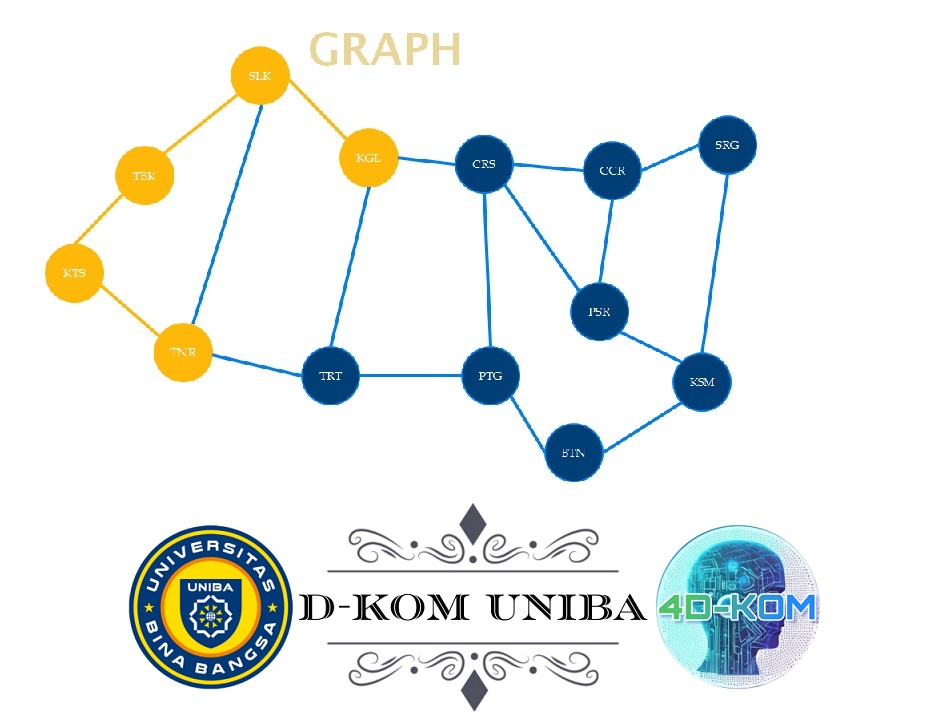 GRAPH
SLK
KGL
CRS
CCR
SRG
TBK
KTS
PSR
TNR
TRT
PTG
KSM
BTN
UNIVERSITAS
UNIBA
BINA BANGSA
D-KOM UNIBA
4D-KOM